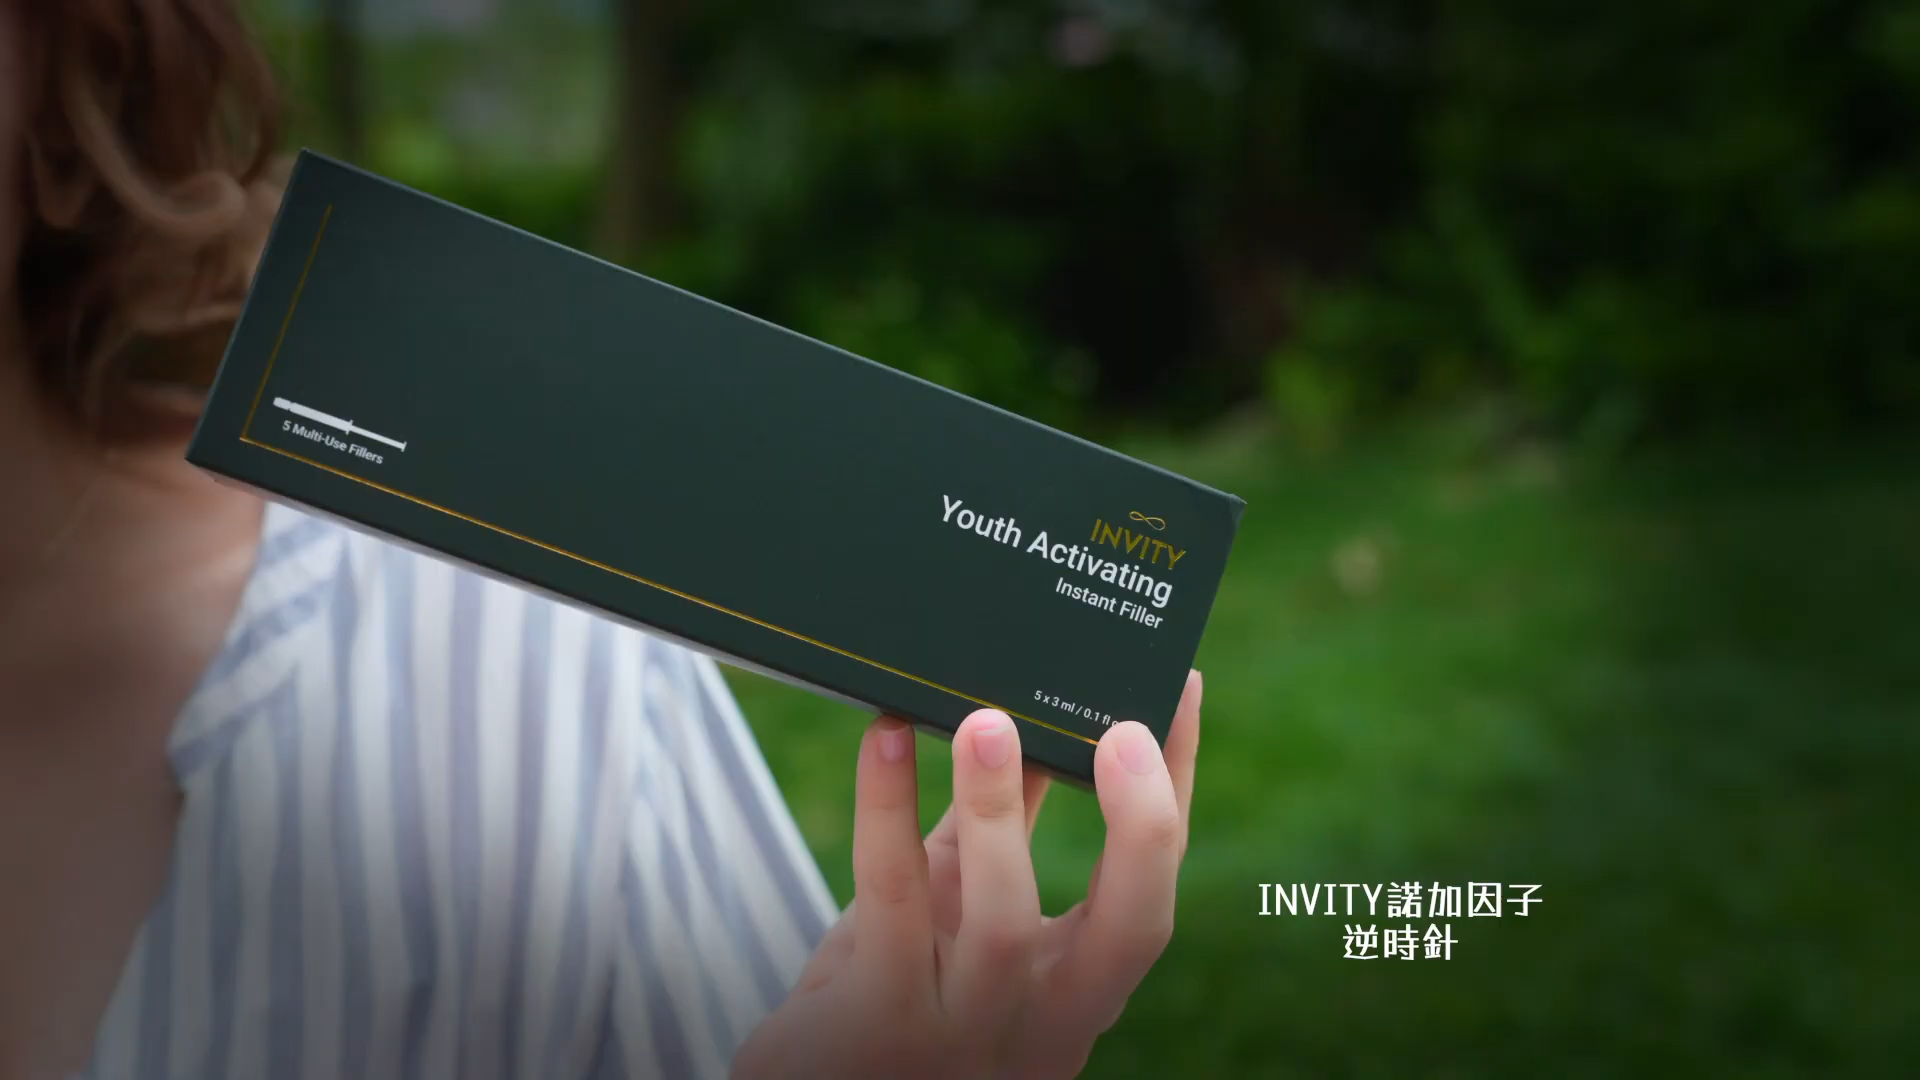 5 Multi-Use Fillers
INVITY
Youth Activating
Instant Filler
5 x 3 ml / 0.1 fl
INVITY諾加因子
逆時針